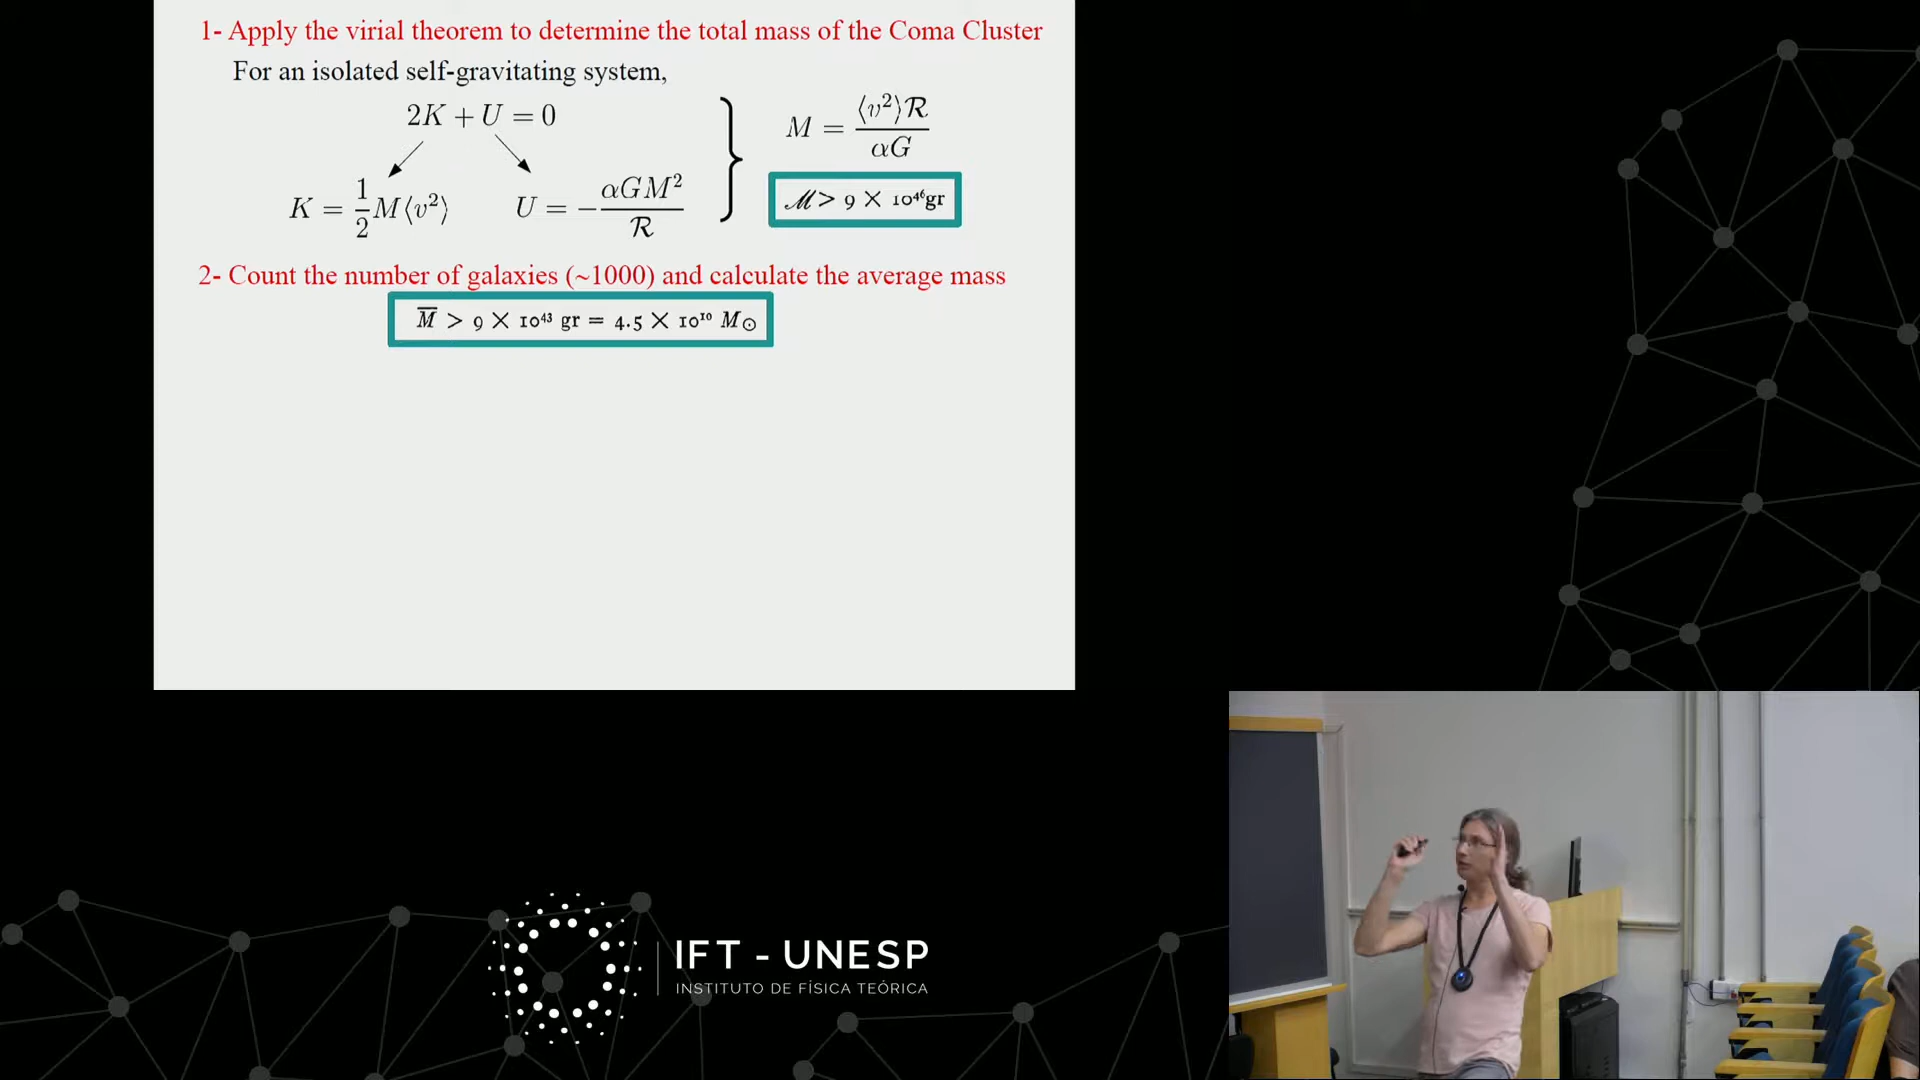 1- Apply the virial theorem to determine the total mass of the Coma Cluster
For an isolated self-gravitating system,
2K + U = 0
K = 1/2 M⟨v²⟩
U = −αGM²/ℛ
M = ⟨v²⟩ℛ/αG
ℳ > 9 × 10⁴⁶gr
2- Count the number of galaxies (~1000) and calculate the average mass
M̅ > 9 × 10⁴³ gr = 4.5 × 10¹⁰ M⊙
IFT - UNESP
INSTITUTO DE FÍSICA TEÓRICA